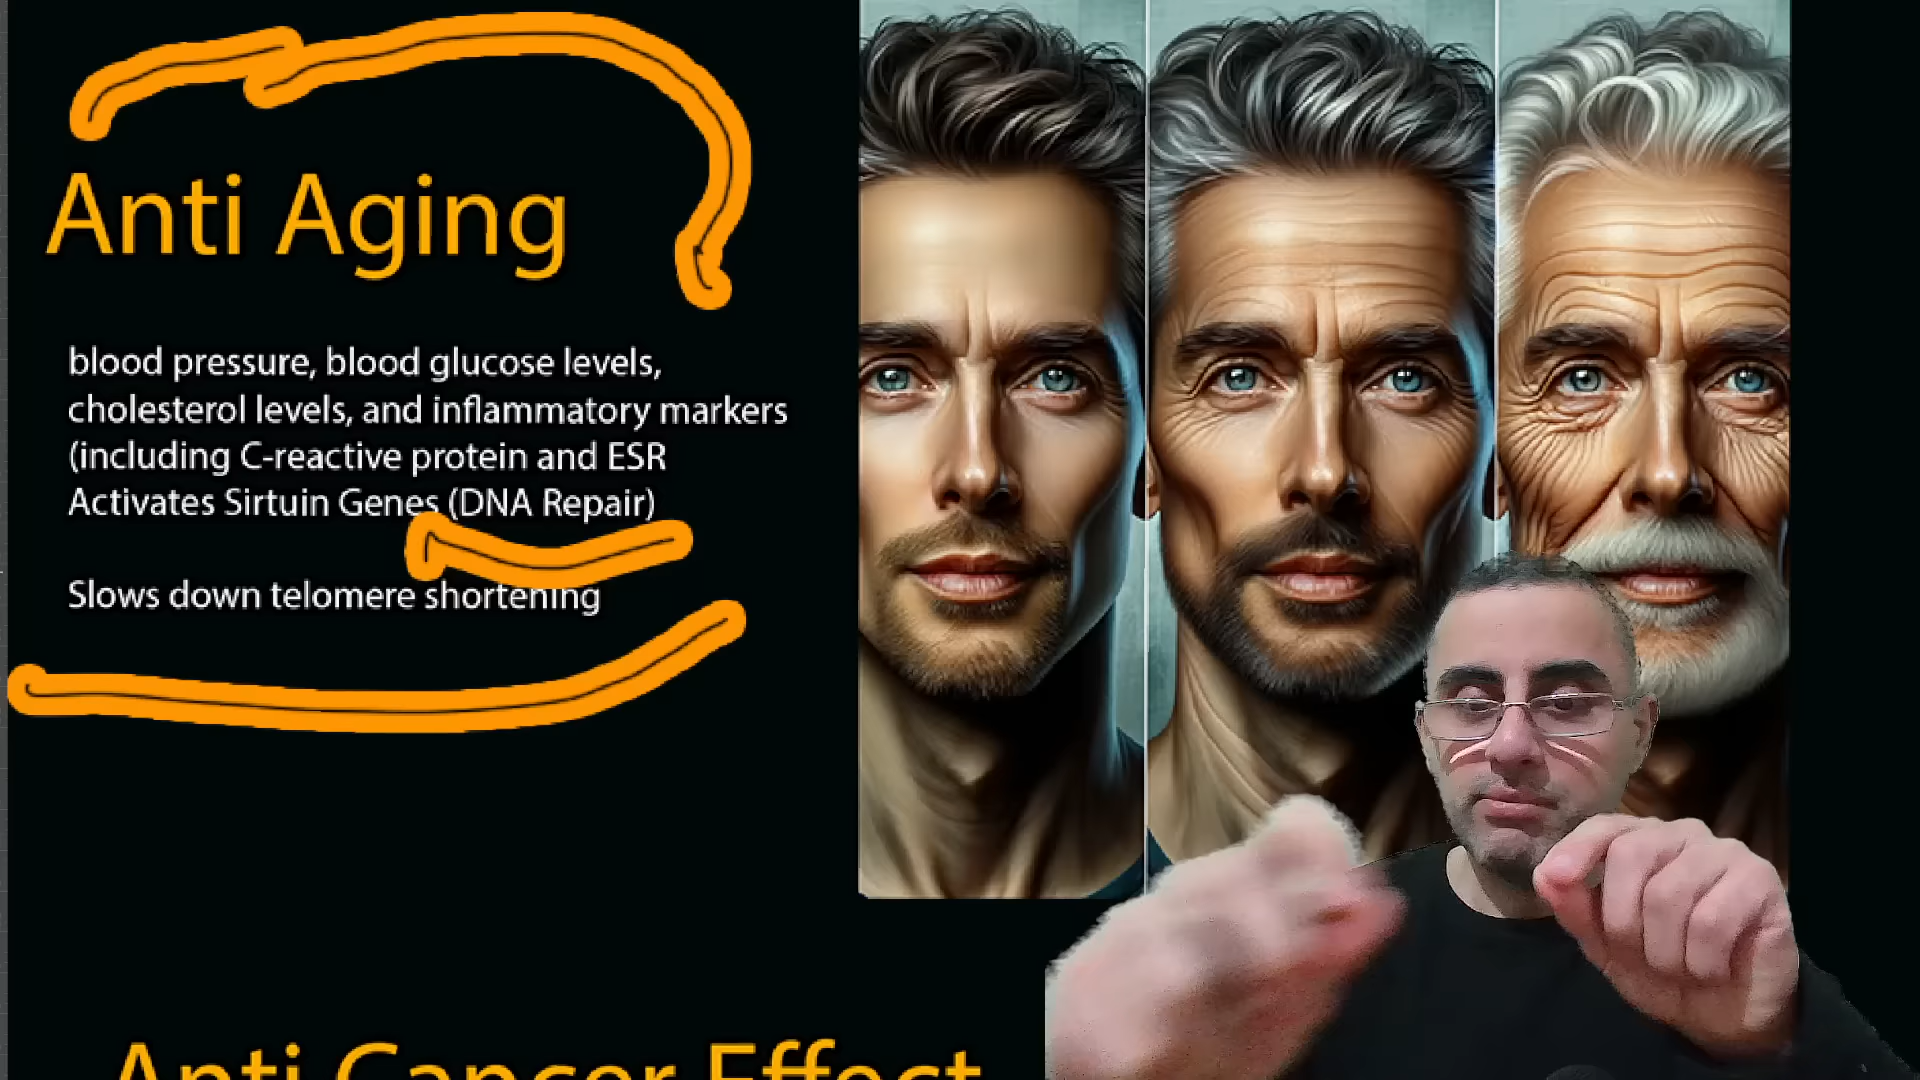 Anti Aging
blood pressure, blood glucose levels,
cholesterol levels, and inflammatory markers
(including C-reactive protein and ESR
Activates Sirtuin Genes (DNA Repair)
Slows down telomere shortening
Anti Cancer Effect